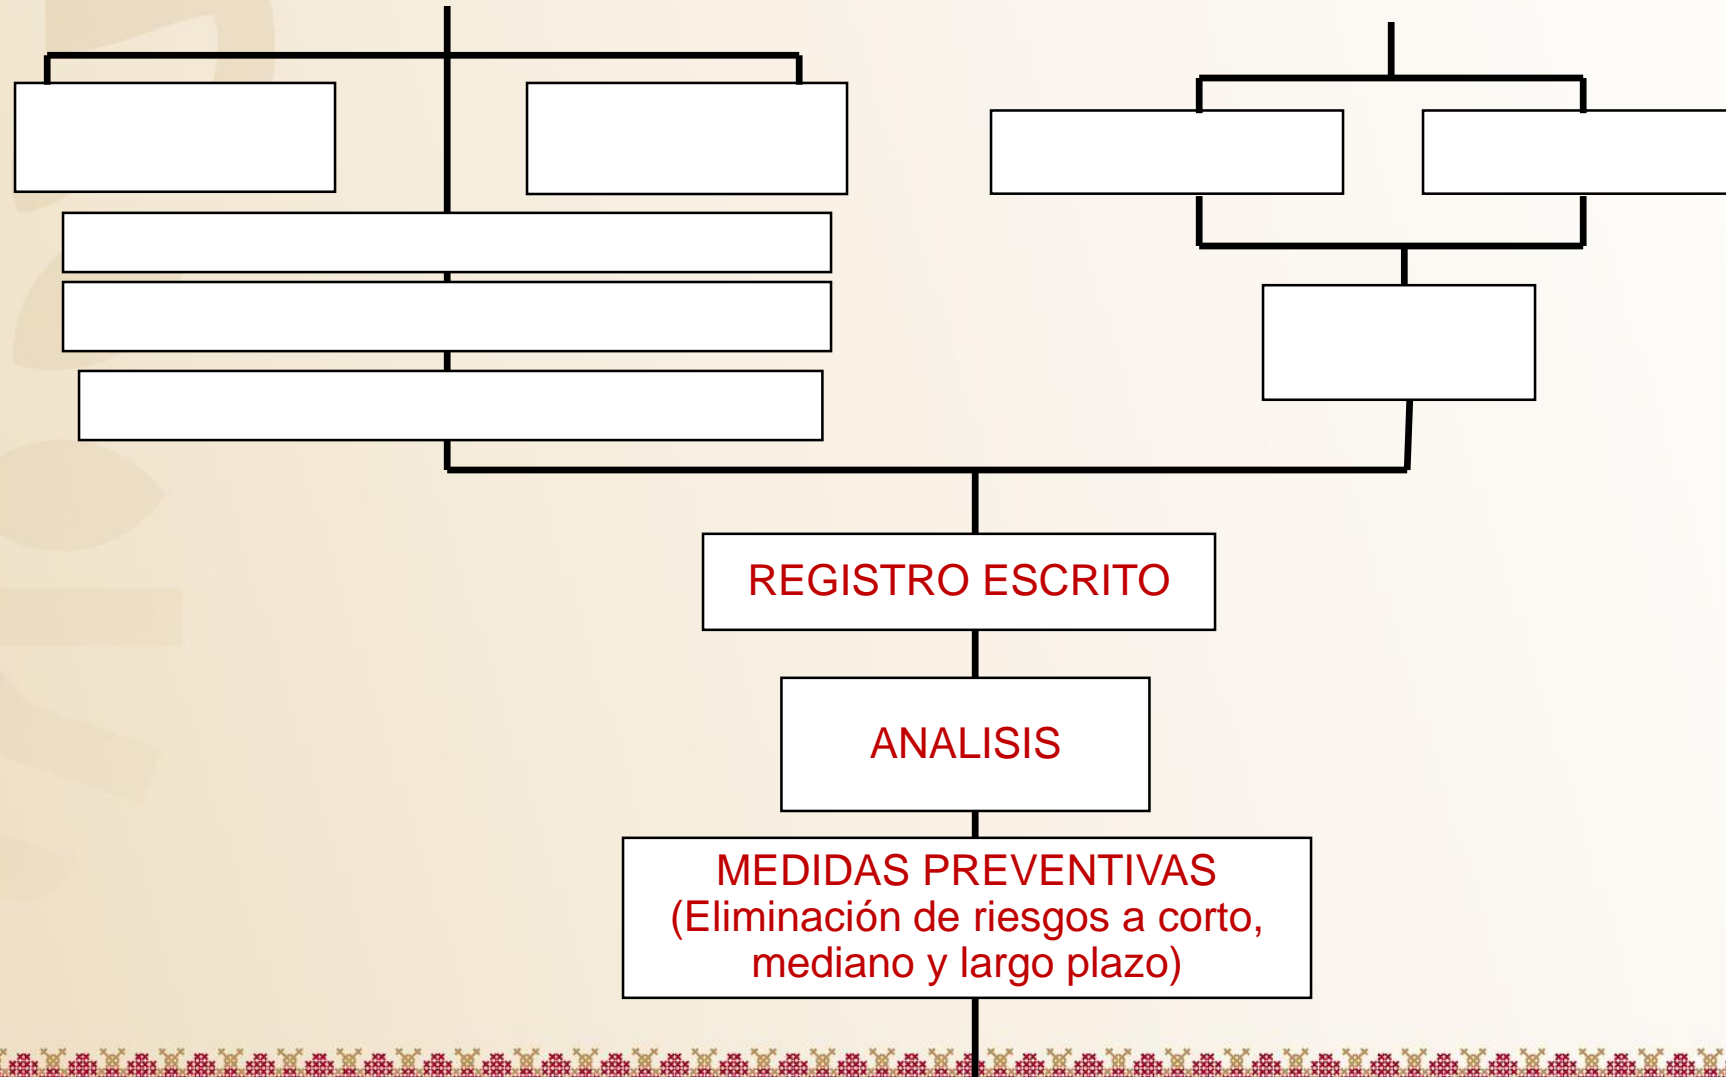 REGISTRO ESCRITO
ANALISIS
MEDIDAS PREVENTIVAS
(Eliminación de riesgos a corto,
mediano y largo plazo)